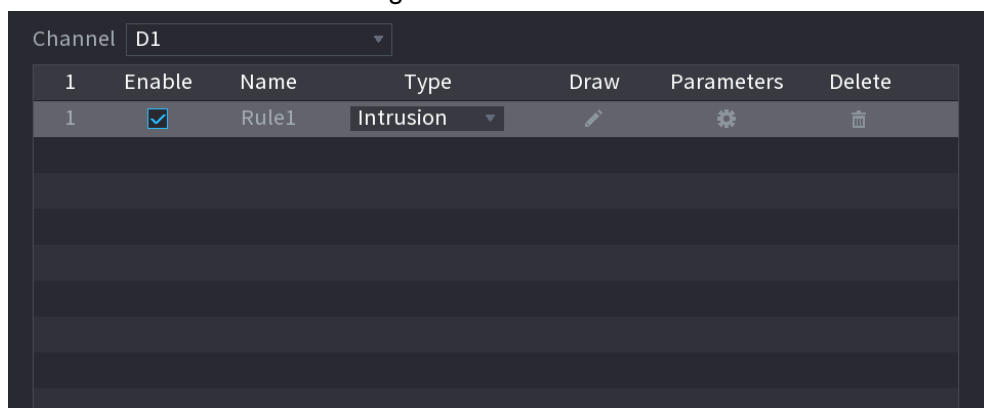 Channel D1
1 Enable Name Type Draw Parameters Delete
1 Rule1 Intrusion